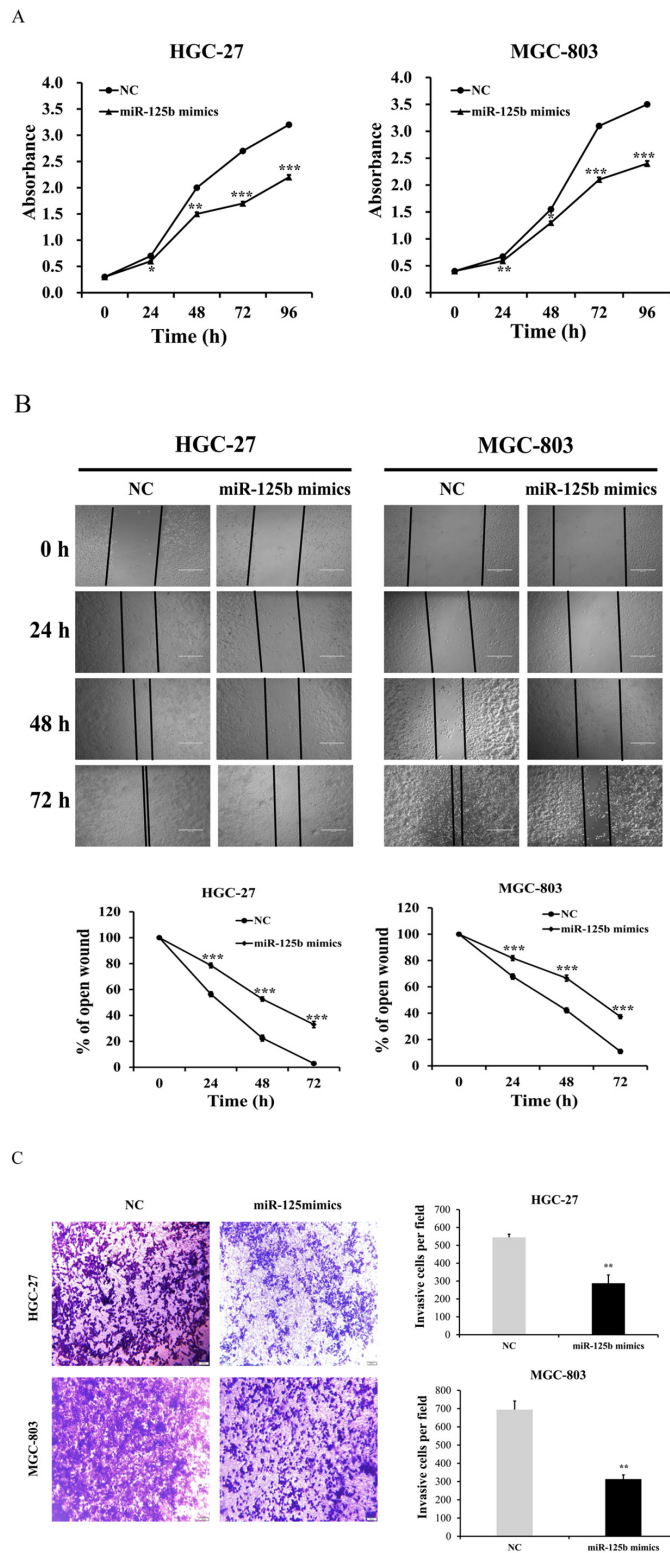 A
HGC-27
4.0
3.5
3.0
2.5
2.0
1.5
1.0
0.5
0.0
Absorbance
NC
miR-125b mimics
*
**
***
***
0 24 48 72 96
Time (h)
MGC-803
4.0
3.5
3.0
2.5
2.0
1.5
1.0
0.5
0.0
Absorbance
NC
miR-125b mimics
**
*
***
***
0 24 48 72 96
Time (h)
B
HGC-27 MGC-803
NC miR-125b mimics NC miR-125b mimics
0 h
24 h
48 h
72 h
HGC-27
120
100
80
60
40
20
0
% of open wound
NC
miR-125b mimics
***
***
***
0 24 48 72
Time (h)
MGC-803
120
100
80
60
40
20
0
% of open wound
NC
miR-125b mimics
***
***
***
0 24 48 72
Time (h)
C
NC miR-125mimics
HGC-27
MGC-803
HGC-27
700
600
500
400
300
200
100
0
Invasive cells per field
**
NC miR-125b mimics
MGC-803
800
700
600
500
400
300
200
100
0
Invasive cells per field
**
NC miR-125b mimics